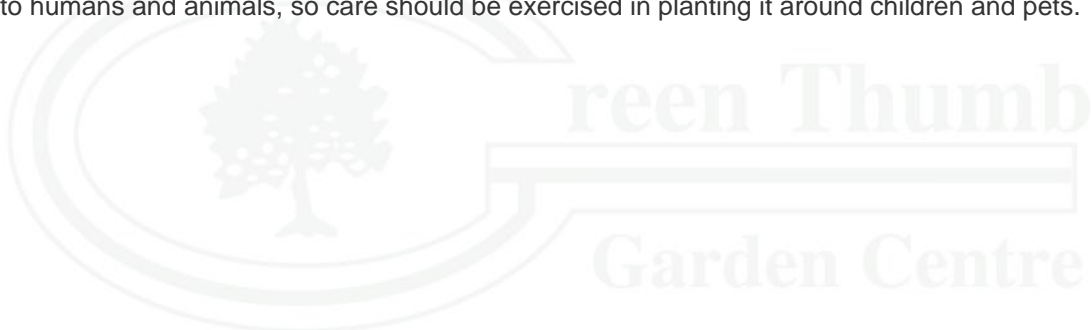 to humans and animals, so care should be exercised in planting it around children and pets.
Green Thumb
Garden Centre